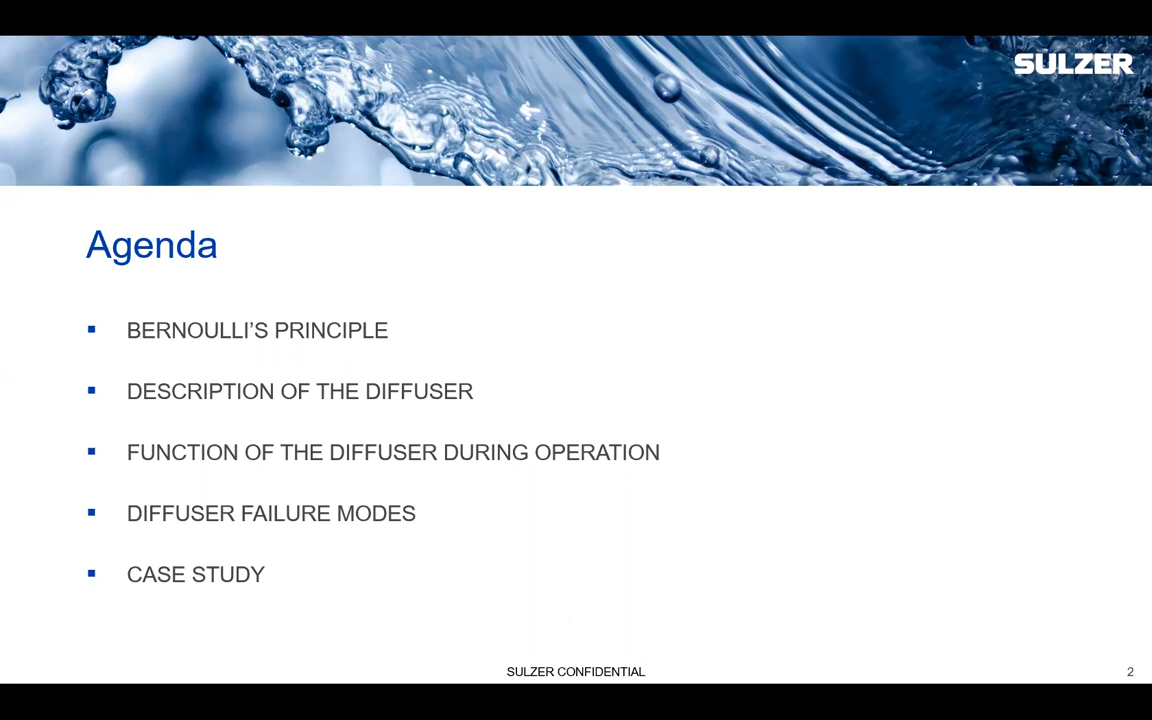 SULZER
Agenda
▪ BERNOULLI'S PRINCIPLE
▪ DESCRIPTION OF THE DIFFUSER
▪ FUNCTION OF THE DIFFUSER DURING OPERATION
▪ DIFFUSER FAILURE MODES
▪ CASE STUDY
SULZER CONFIDENTIAL
2